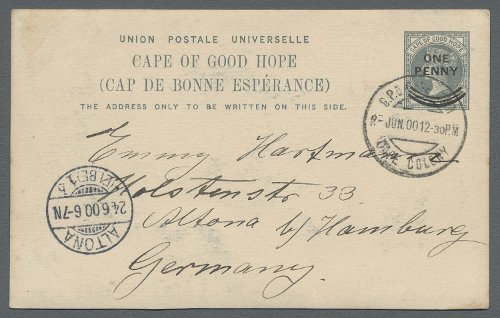 UNION POSTALE UNIVERSELLE
CAPE OF GOOD HOPE
(CAP DE BONNE ESPÉRANCE)
THE ADDRESS ONLY TO BE WRITTEN ON THIS SIDE.
CAPE OF GOOD HOPE
ONE
PENNY
JUN.00 12-30PM
COLONY
Emmy Hartmann
Holstenstr 33
Altona b/ Hamburg
Germany.
24.6.00.6-7N
ALTONA